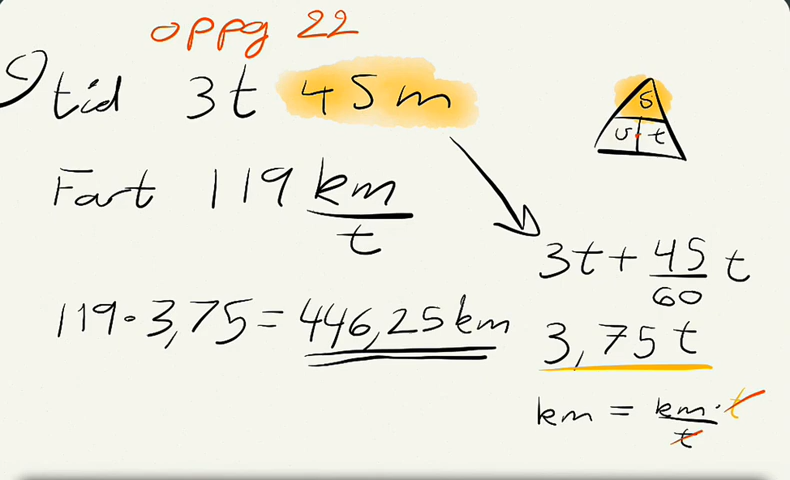 oppg 22
tid 3t 45m
s
v · t
Fart 119 km/t
3t + 45/60 t
119 · 3,75 = 446,25 km
3,75 t
km = km/t · t